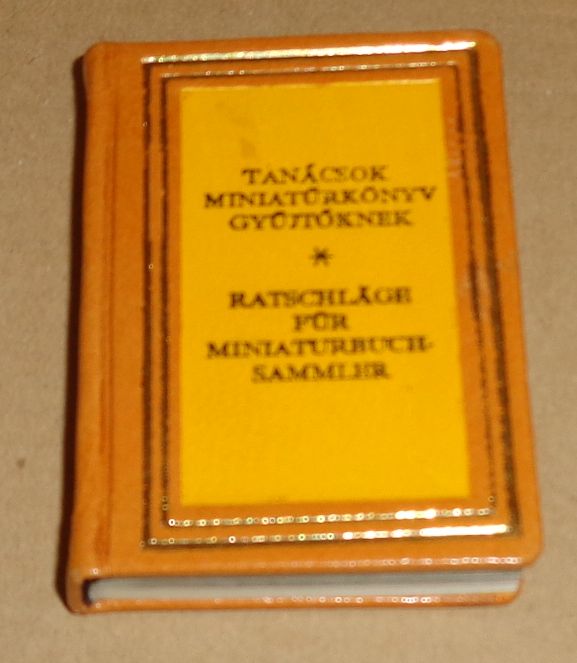 TANÁCSOK
MINIATŰRKÖNYV
GYŰJTŐKNEK
*
RATSCHLÄGE
FÜR
MINIATURBUCH-
SAMMLER